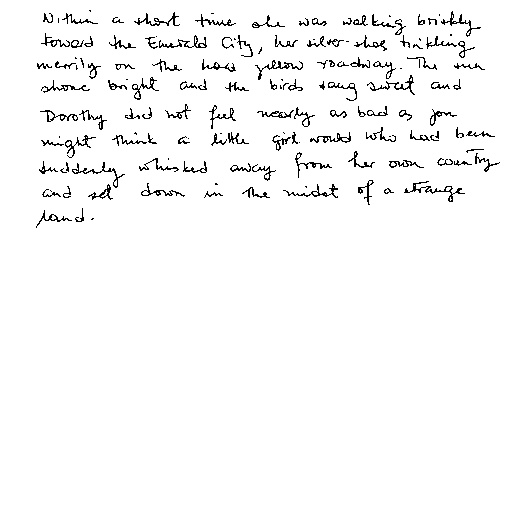 Within a short time she was walking briskly
toward the Emerald City, her silver shoes tinkling
merrily on the hard yellow roadway. The sun
shone bright and the birds sang sweet and
Dorothy did not feel nearly as bad as you
might think a little girl would who had been
suddenly whisked away from her own country
and set down in the midst of a strange
land.